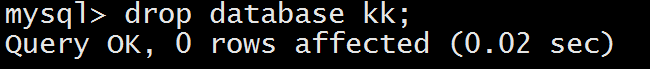 mysql> drop database kk;
Query OK, 0 rows affected (0.02 sec)